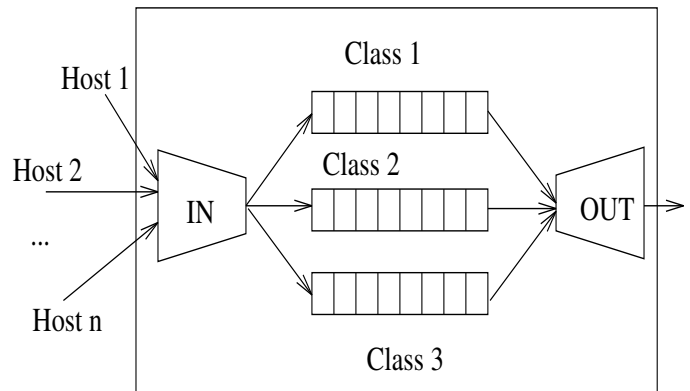 Class 1
Host 1
Class 2
Host 2
IN
OUT
...
Host n
Class 3